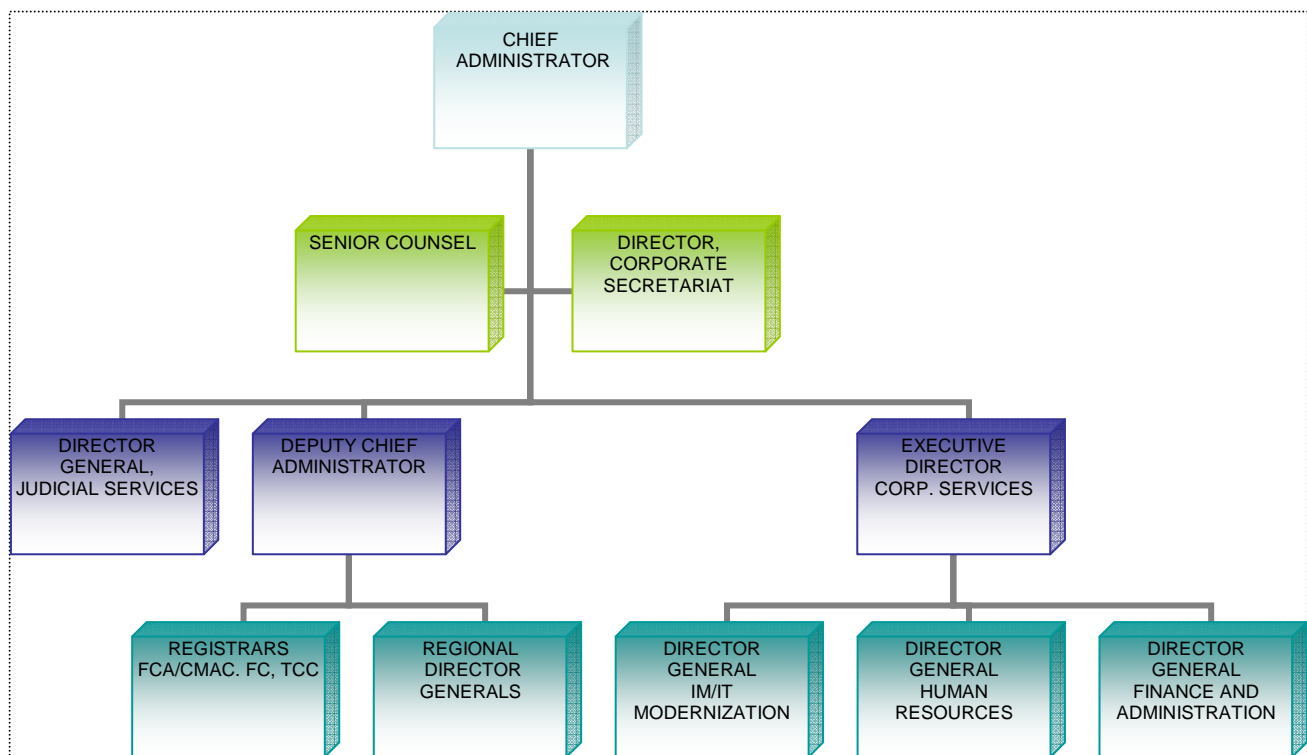 CHIEF
ADMINISTRATOR
SENIOR COUNSEL
DIRECTOR,
CORPORATE
SECRETARIAT
DIRECTOR
GENERAL,
JUDICIAL SERVICES
DEPUTY CHIEF
ADMINISTRATOR
EXECUTIVE
DIRECTOR
CORP. SERVICES
REGISTRARS
FCA/CMAC. FC, TCC
REGIONAL
DIRECTOR
GENERALS
DIRECTOR
GENERAL
IM/IT
MODERNIZATION
DIRECTOR
GENERAL
HUMAN
RESOURCES
DIRECTOR
GENERAL
FINANCE AND
ADMINISTRATION